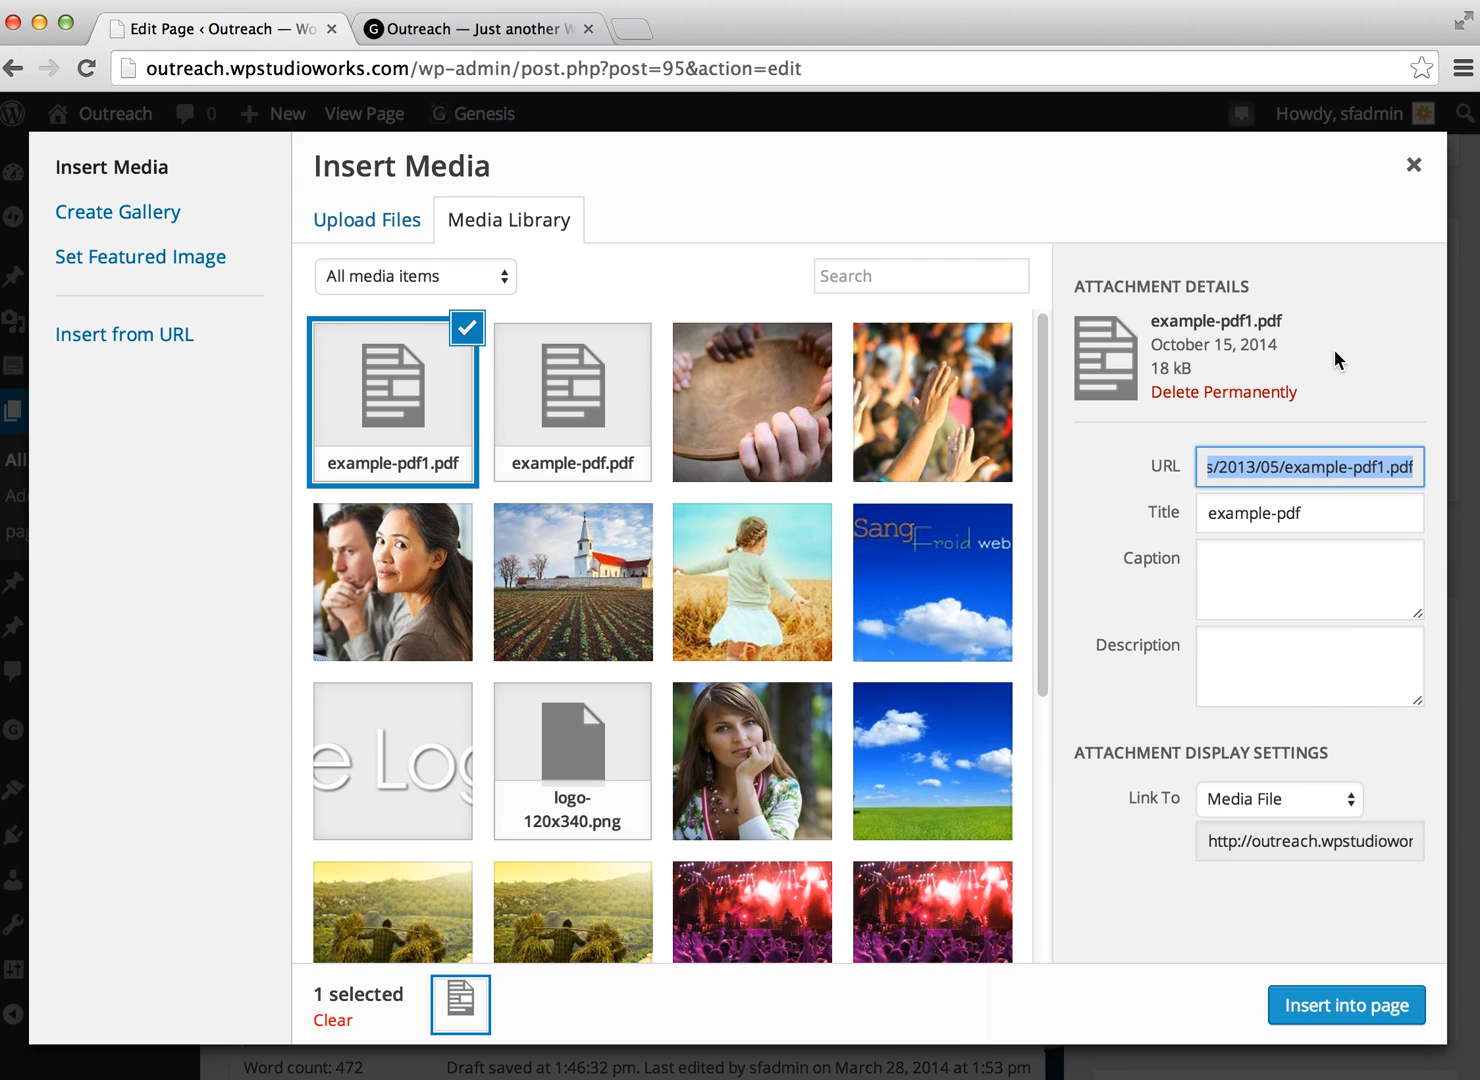 Edit Page ‹ Outreach — Wo
Outreach — Just another W
outreach.wpstudioworks.com/wp-admin/post.php?post=95&action=edit
Outreach
0
New
View Page
Genesis
Howdy, sfadmin
Insert Media
Create Gallery
Set Featured Image
Insert from URL
All
Add
pag
Insert Media
Upload Files
Media Library
All media items
Search
example-pdf1.pdf
example-pdf.pdf
Sang
Froid web
e Log
logo-
120x340.png
ATTACHMENT DETAILS
example-pdf1.pdf
October 15, 2014
18 kB
Delete Permanently
URL
s/2013/05/example-pdf1.pdf
Title
example-pdf
Caption
Description
ATTACHMENT DISPLAY SETTINGS
Link To
Media File
http://outreach.wpstudiowor
1 selected
Clear
Insert into page
Word count: 472
Draft saved at 1:46:32 pm. Last edited by sfadmin on March 28, 2014 at 1:53 pm